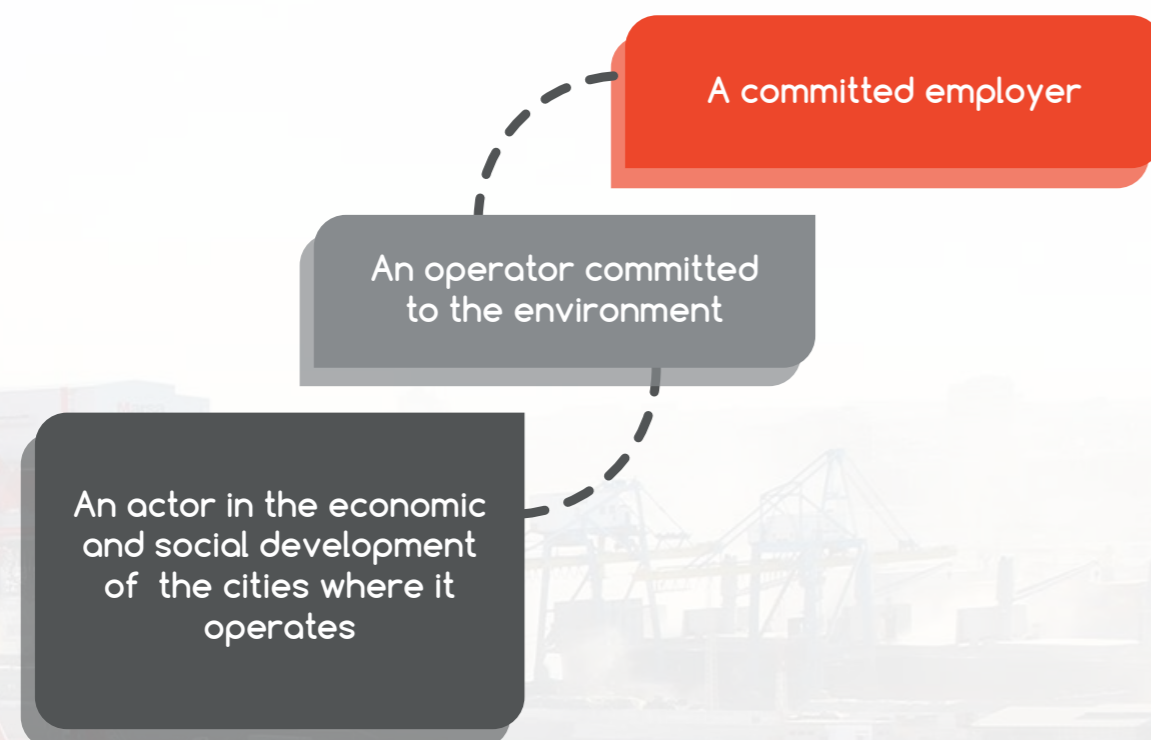 A committed employer
An operator committed
to the environment
An actor in the economic
and social development
of the cities where it
operates